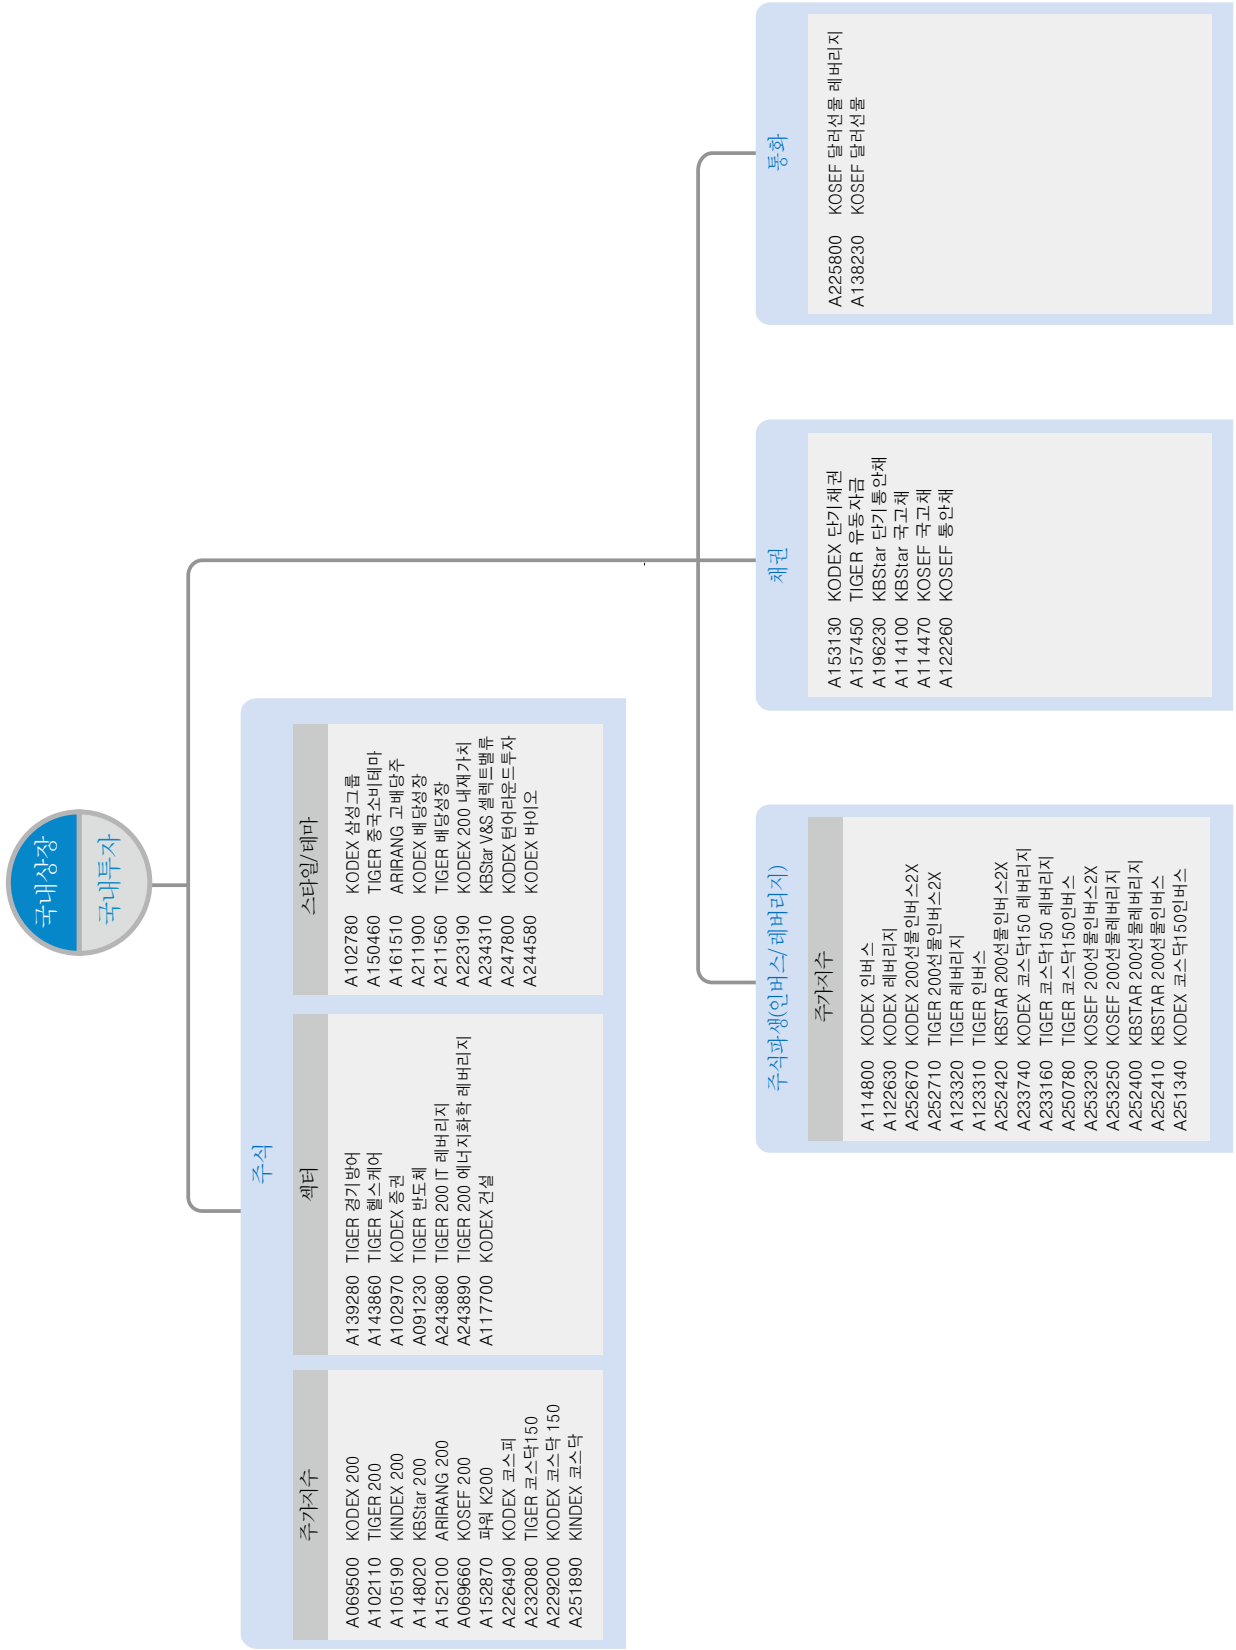 국내상장
국내투자
주식
주가지수
A069500 KODEX 200
A102110 TIGER 200
A105190 KINDEX 200
A148020 KBStar 200
A152100 ARIRANG 200
A069660 KOSEF 200
A152870 파워 K200
A226490 KODEX 코스피
A232080 TIGER 코스닥150
A229200 KODEX 코스닥 150
A251890 KINDEX 코스닥
섹터
A139280 TIGER 경기방어
A143860 TIGER 헬스케어
A102970 KODEX 증권
A091230 TIGER 반도체
A243880 TIGER 200 IT 레버리지
A243890 TIGER 200 에너지화학 레버리지
A117700 KODEX 건설
스타일/테마
A102780 KODEX 삼성그룹
A150460 TIGER 중국소비테마
A161510 ARIRANG 고배당주
A211900 KODEX 배당성장
A211560 TIGER 배당성장
A223190 KODEX 200 내재가치
A234310 KBStar V&S 셀렉트밸류
A247800 KODEX 턴어라운드투자
A244580 KODEX 바이오
주식파생(인버스/레버리지)
주가지수
A114800 KODEX 인버스
A122630 KODEX 레버리지
A252670 KODEX 200선물인버스2X
A252710 TIGER 200선물인버스2X
A123320 TIGER 레버리지
A123310 TIGER 인버스
A252420 KBSTAR 200선물인버스2X
A233740 KODEX 코스닥150 레버리지
A233160 TIGER 코스닥150 레버리지
A250780 TIGER 코스닥150인버스
A253230 KOSEF 200선물인버스2X
A253250 KOSEF 200선물레버리지
A252400 KBSTAR 200선물레버리지
A252410 KBSTAR 200선물인버스
A251340 KODEX 코스닥150인버스
채권
A153130 KODEX 단기채권
A157450 TIGER 유동자금
A196230 KBStar 단기통안채
A114100 KBStar 국고채
A114470 KOSEF 국고채
A122260 KOSEF 통안채
통화
A225800 KOSEF 달러선물 레버리지
A138230 KOSEF 달러선물